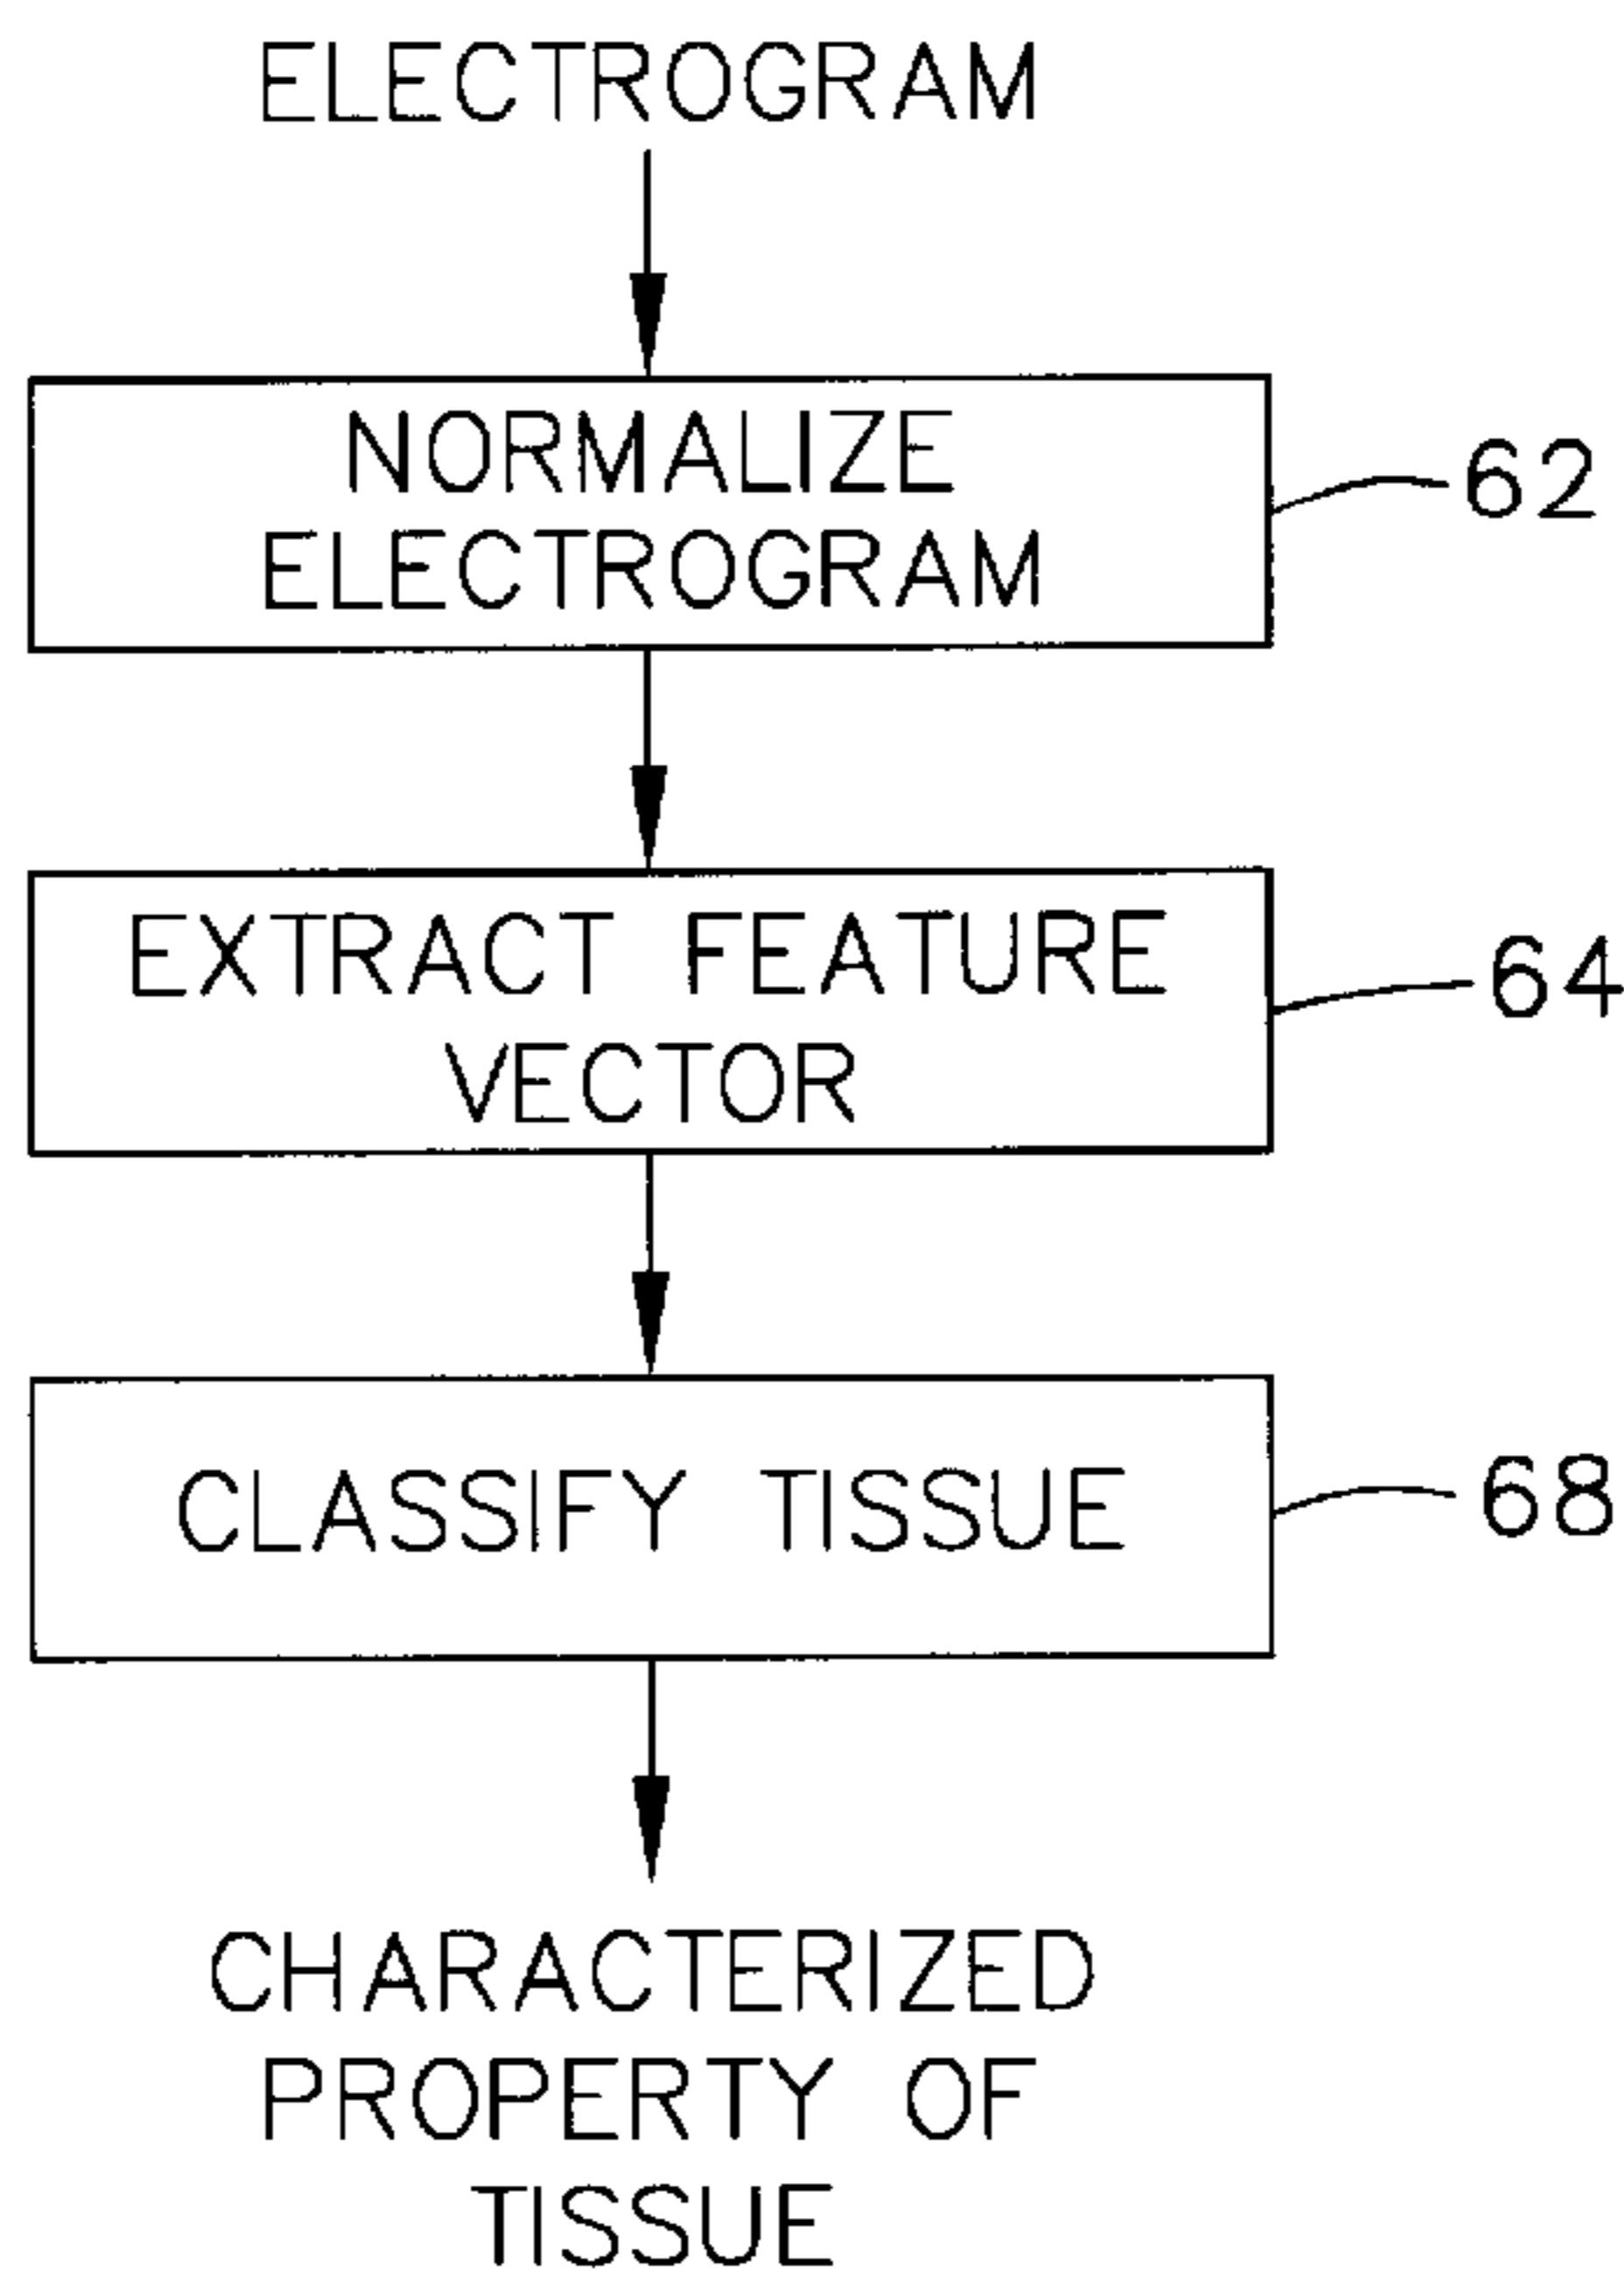 ELECTROGRAM
NORMALIZE
ELECTROGRAM
62
EXTRACT FEATURE
VECTOR
64
CLASSIFY TISSUE
68
CHARACTERIZED
PROPERTY OF
TISSUE